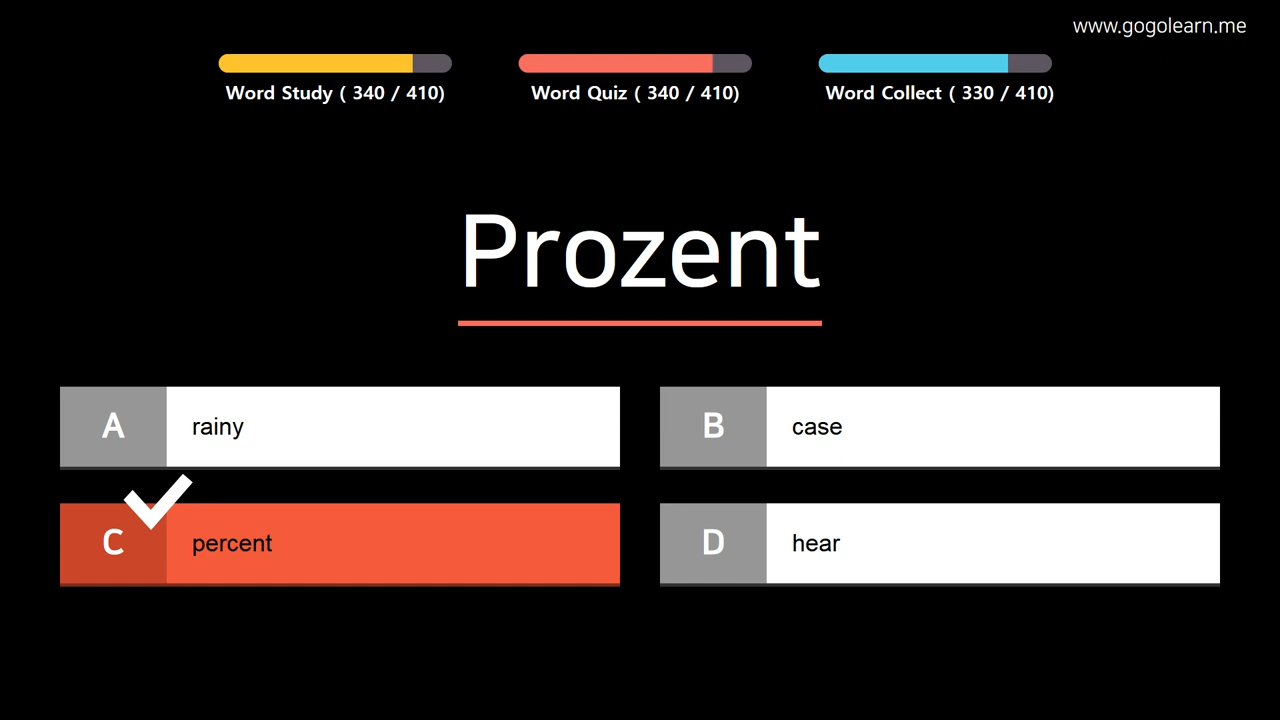 www.gogolearn.me
Word Study ( 340 / 410)
Word Quiz ( 340 / 410)
Word Collect ( 330 / 410)
Prozent
A
rainy
B
case
C
percent
D
hear